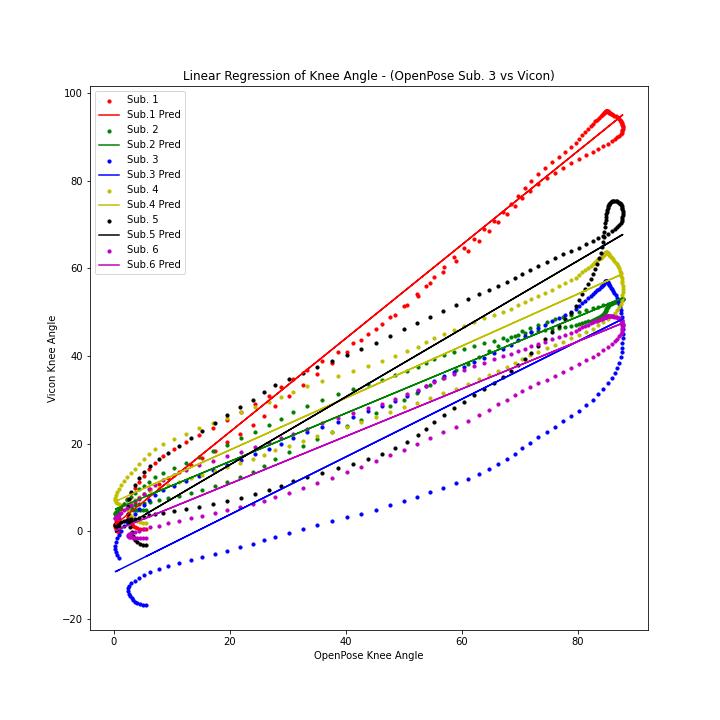 Linear Regression of Knee Angle - (OpenPose Sub. 3 vs Vicon)
Sub. 1
Sub.1 Pred
Sub. 2
Sub.2 Pred
Sub. 3
Sub.3 Pred
Sub. 4
Sub.4 Pred
Sub. 5
Sub.5 Pred
Sub. 6
Sub.6 Pred
100
80
60
40
20
0
−20
Vicon Knee Angle
0 20 40 60 80
OpenPose Knee Angle